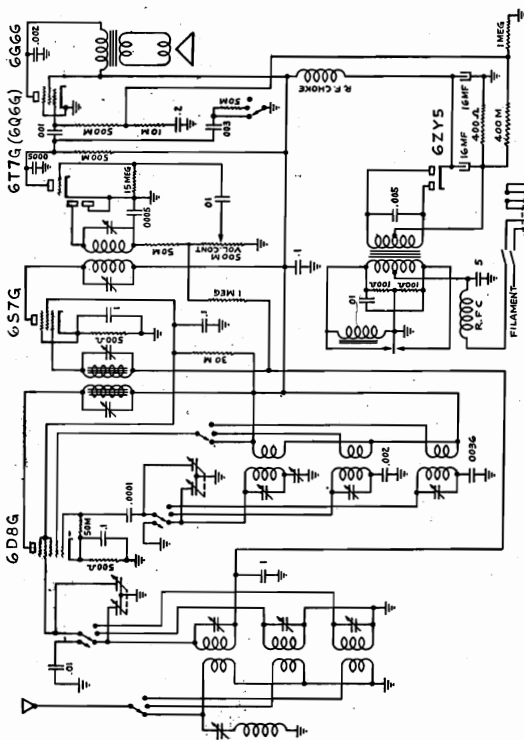 6D8G
6S7G
6T7G (6Q6G)
6G6G
.01
500Ω
.1
50M
.0001
.1
.002
.0036
30M
.1
500Ω
.1
1 MEG
.1
50M
500M
VOL.CONT
.01
.0005
15 MEG
.0005
500M
.001
500M
10M
.2
.003
50M
.002
R.F. CHOKE
1 MEG
6ZY5
16MF
16MF
400Ω
400M
.005
.01
100Ω
100Ω
R.F.C
.5
FILAMENT